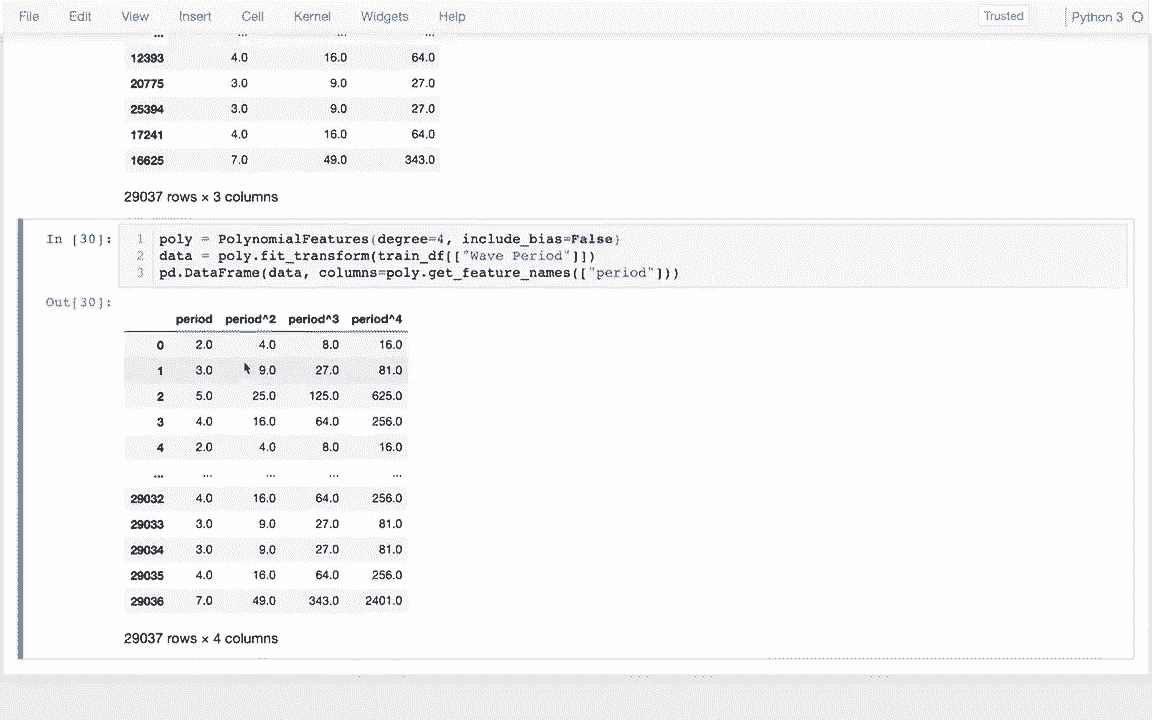 File Edit View Insert Cell Kernel Widgets Help Trusted Python 3
... ... ... ...
12393 4.0 16.0 64.0
20775 3.0 9.0 27.0
25394 3.0 9.0 27.0
17241 4.0 16.0 64.0
16625 7.0 49.0 343.0
29037 rows × 3 columns
In [30]: 1 poly = PolynomialFeatures(degree=4, include_bias=False)
2 data = poly.fit_transform(train_df[["Wave Period"]])
3 pd.DataFrame(data, columns=poly.get_feature_names(["period"]))
Out[30]:
period period^2 period^3 period^4
0 2.0 4.0 8.0 16.0
1 3.0 9.0 27.0 81.0
2 5.0 25.0 125.0 625.0
3 4.0 16.0 64.0 256.0
4 2.0 4.0 8.0 16.0
... ... ... ... ...
29032 4.0 16.0 64.0 256.0
29033 3.0 9.0 27.0 81.0
29034 3.0 9.0 27.0 81.0
29035 4.0 16.0 64.0 256.0
29036 7.0 49.0 343.0 2401.0
29037 rows × 4 columns